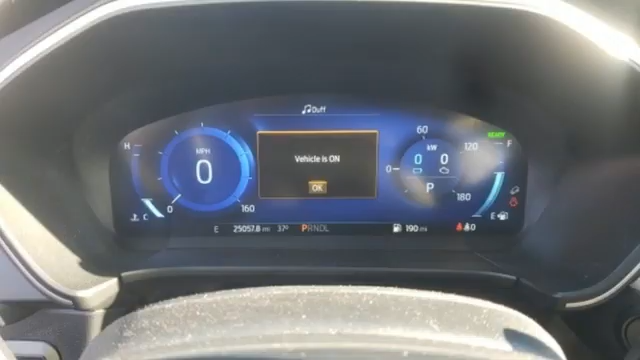 Duff
60
READY
H
MPH
kW
120
F
Vehicle is ON
0
0 0
0
P
OK
180
0
160
C
E
E 25057.8 mi 37° PRNDL 190 mi